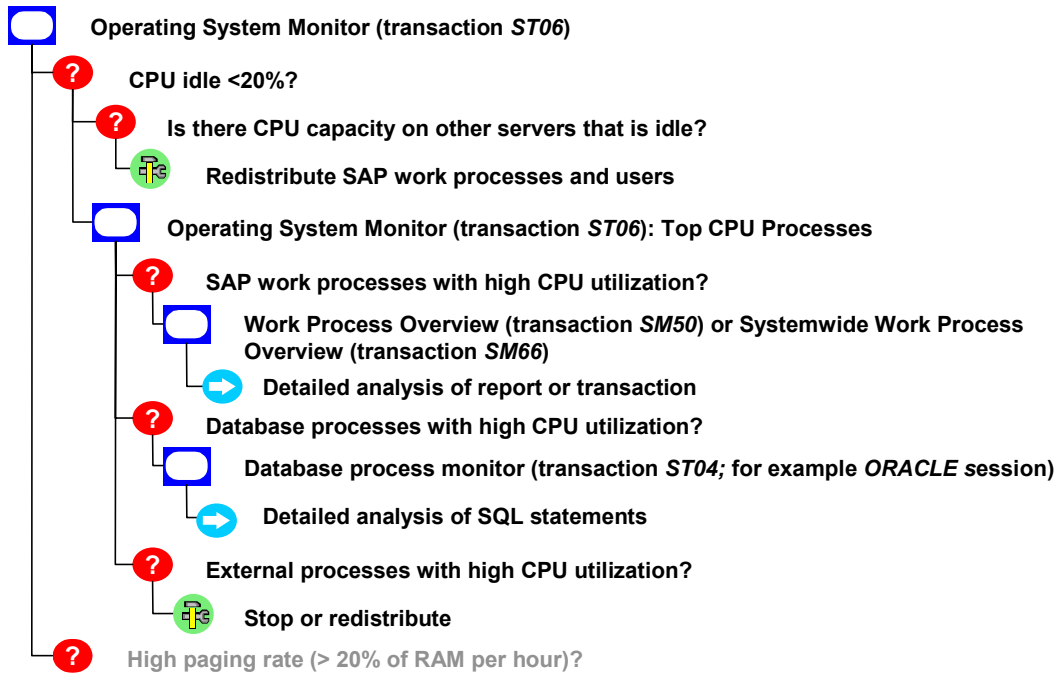 Operating System Monitor (transaction ST06)
?
CPU idle <20%?
?
Is there CPU capacity on other servers that is idle?
Redistribute SAP work processes and users
Operating System Monitor (transaction ST06): Top CPU Processes
?
SAP work processes with high CPU utilization?
Work Process Overview (transaction SM50) or Systemwide Work Process
Overview (transaction SM66)
Detailed analysis of report or transaction
?
Database processes with high CPU utilization?
Database process monitor (transaction ST04; for example ORACLE session)
Detailed analysis of SQL statements
?
External processes with high CPU utilization?
Stop or redistribute
?
High paging rate (> 20% of RAM per hour)?